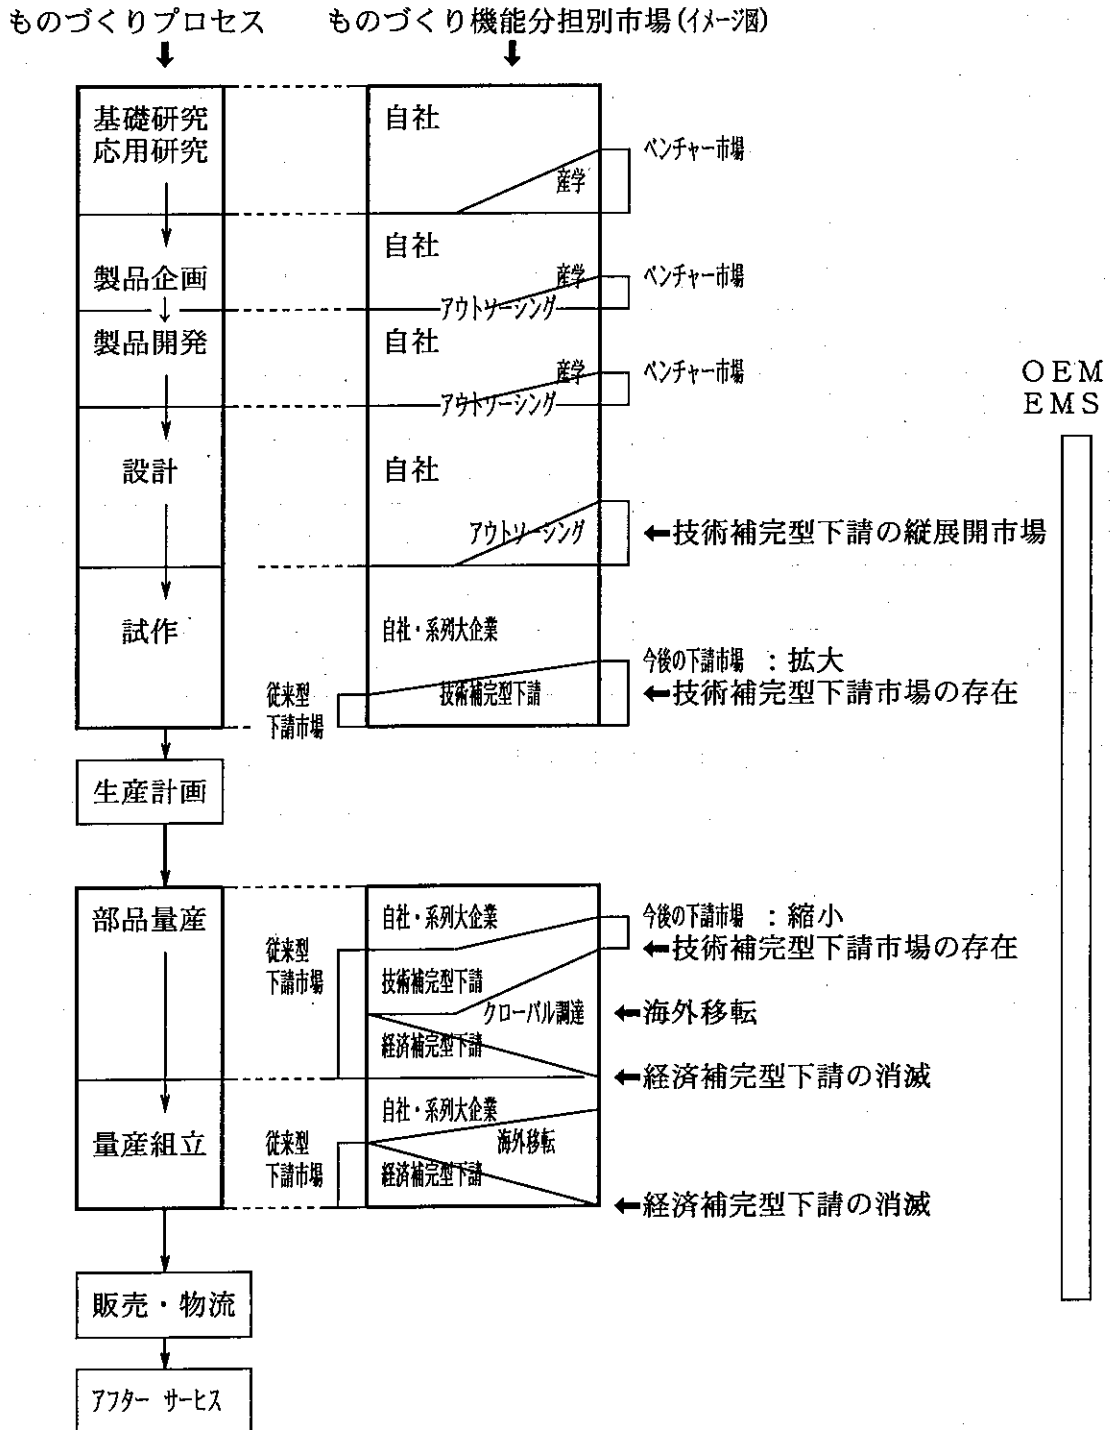 ものづくりプロセス
ものづくり機能分担別市場(イメージ図)
基礎研究
応用研究
自社
産学
ベンチャー市場
製品企画
自社
産学
ベンチャー市場
アウトソーシング
製品開発
自社
産学
ベンチャー市場
アウトソーシング
OEM
EMS
設計
自社
アウトソーシング
←技術補完型下請の縦展開市場
試作
自社・系列大企業
技術補完型下請
従来型
下請市場
今後の下請市場 :拡大
←技術補完型下請市場の存在
生産計画
部品量産
従来型
下請市場
自社・系列大企業
技術補完型下請
グローバル調達
経済補完型下請
今後の下請市場 :縮小
←技術補完型下請市場の存在
←海外移転
←経済補完型下請の消滅
量産組立
従来型
下請市場
自社・系列大企業
海外移転
経済補完型下請
←経済補完型下請の消滅
販売・物流
アフター サービス